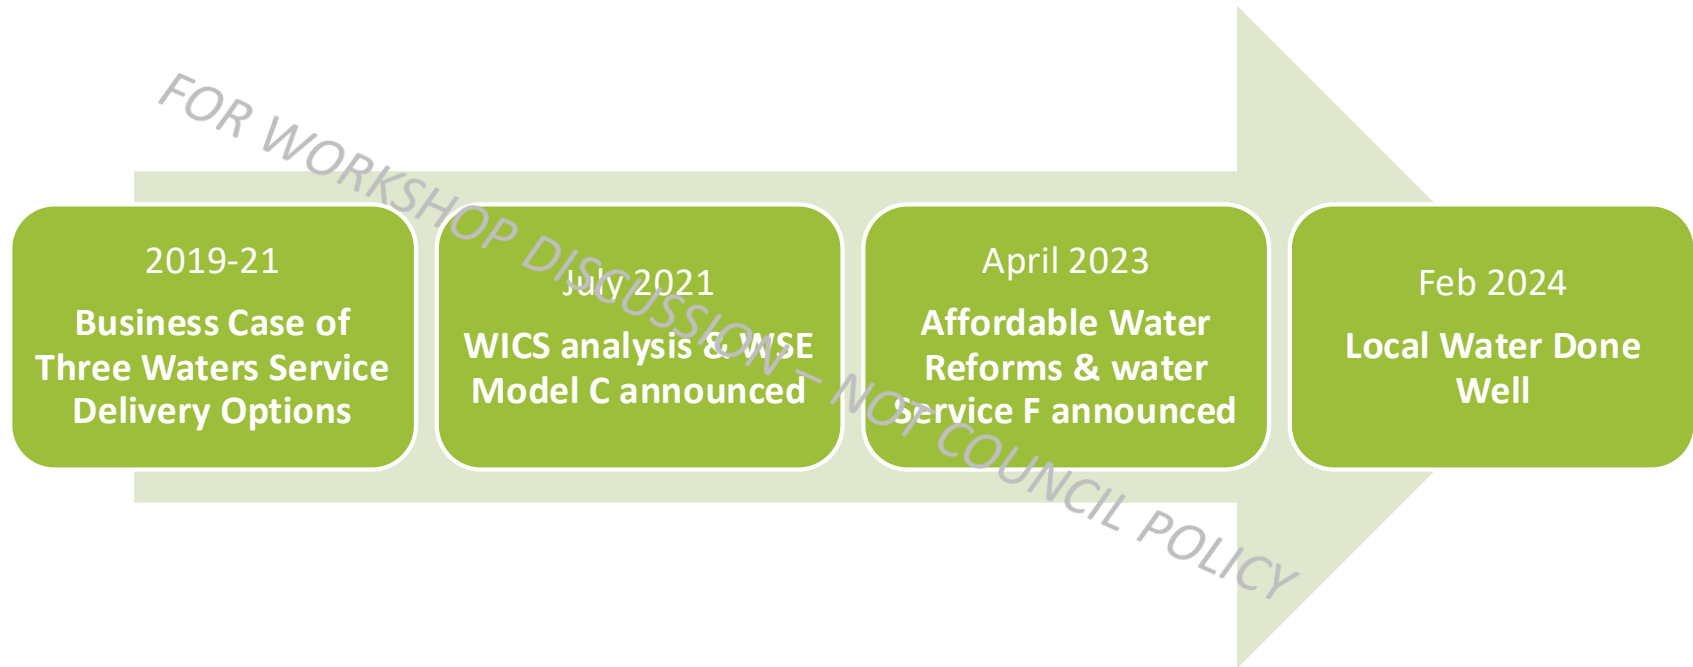 FOR WORKSHOP DISCUSSION – NOT COUNCIL POLICY
2019-21
Business Case of
Three Waters Service
Delivery Options
July 2021
WICS analysis & WSE
Model C announced
April 2023
Affordable Water
Reforms & water
Service F announced
Feb 2024
Local Water Done
Well